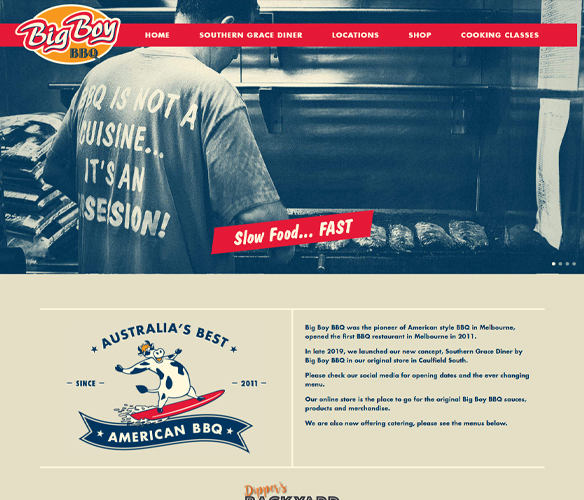 Big Boy
BBQ
HOME
SOUTHERN GRACE DINER
LOCATIONS
SHOP
COOKING CLASSES
BBQ IS NOT A
CUISINE...
IT'S AN
Slow Food... FAST
AUSTRALIA'S BEST
SINCE
2011
AMERICAN BBQ
Big Boy BBQ was the pioneer of American style BBQ in Melbourne,
opened the first BBQ restaurant in Melbourne in 2011.
In late 2019, we launched our new concept, Southern Grace Diner by
Big Boy BBQ in our original store in Caulfield South.
Please check our social media for opening dates and the ever changing
menu.
Our online store is the place to go for the original Big Boy BBQ sauces,
products and merchandise.
We are also now offering catering, please see the menus below.
Dapper's
BACKYARD